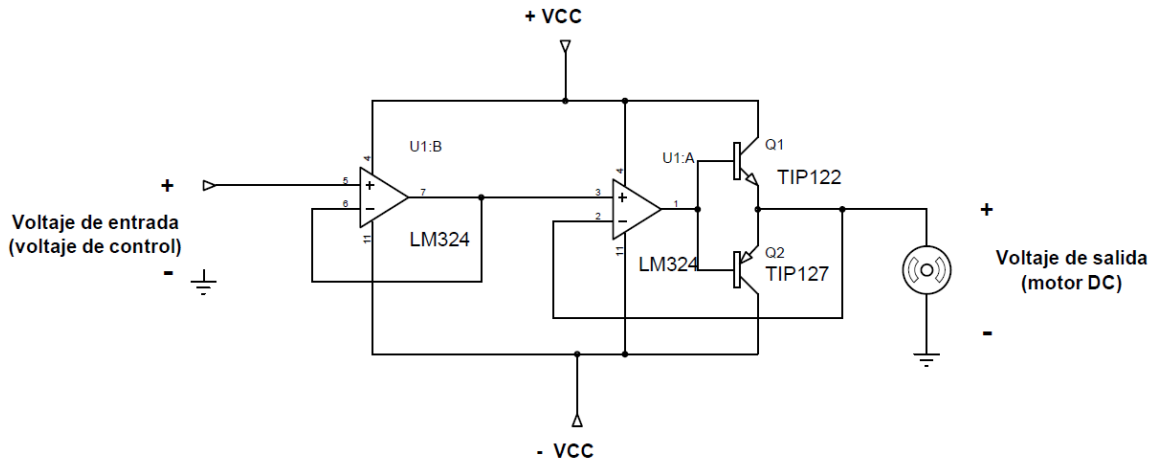 + VCC
U1:B
4
+
5
+
7
6
-
11
LM324
Voltaje de entrada
(voltaje de control)
-
U1:A
4
3
+
1
2
-
11
LM324
Q1
TIP122
Q2
TIP127
+
Voltaje de salida
(motor DC)
-
- VCC